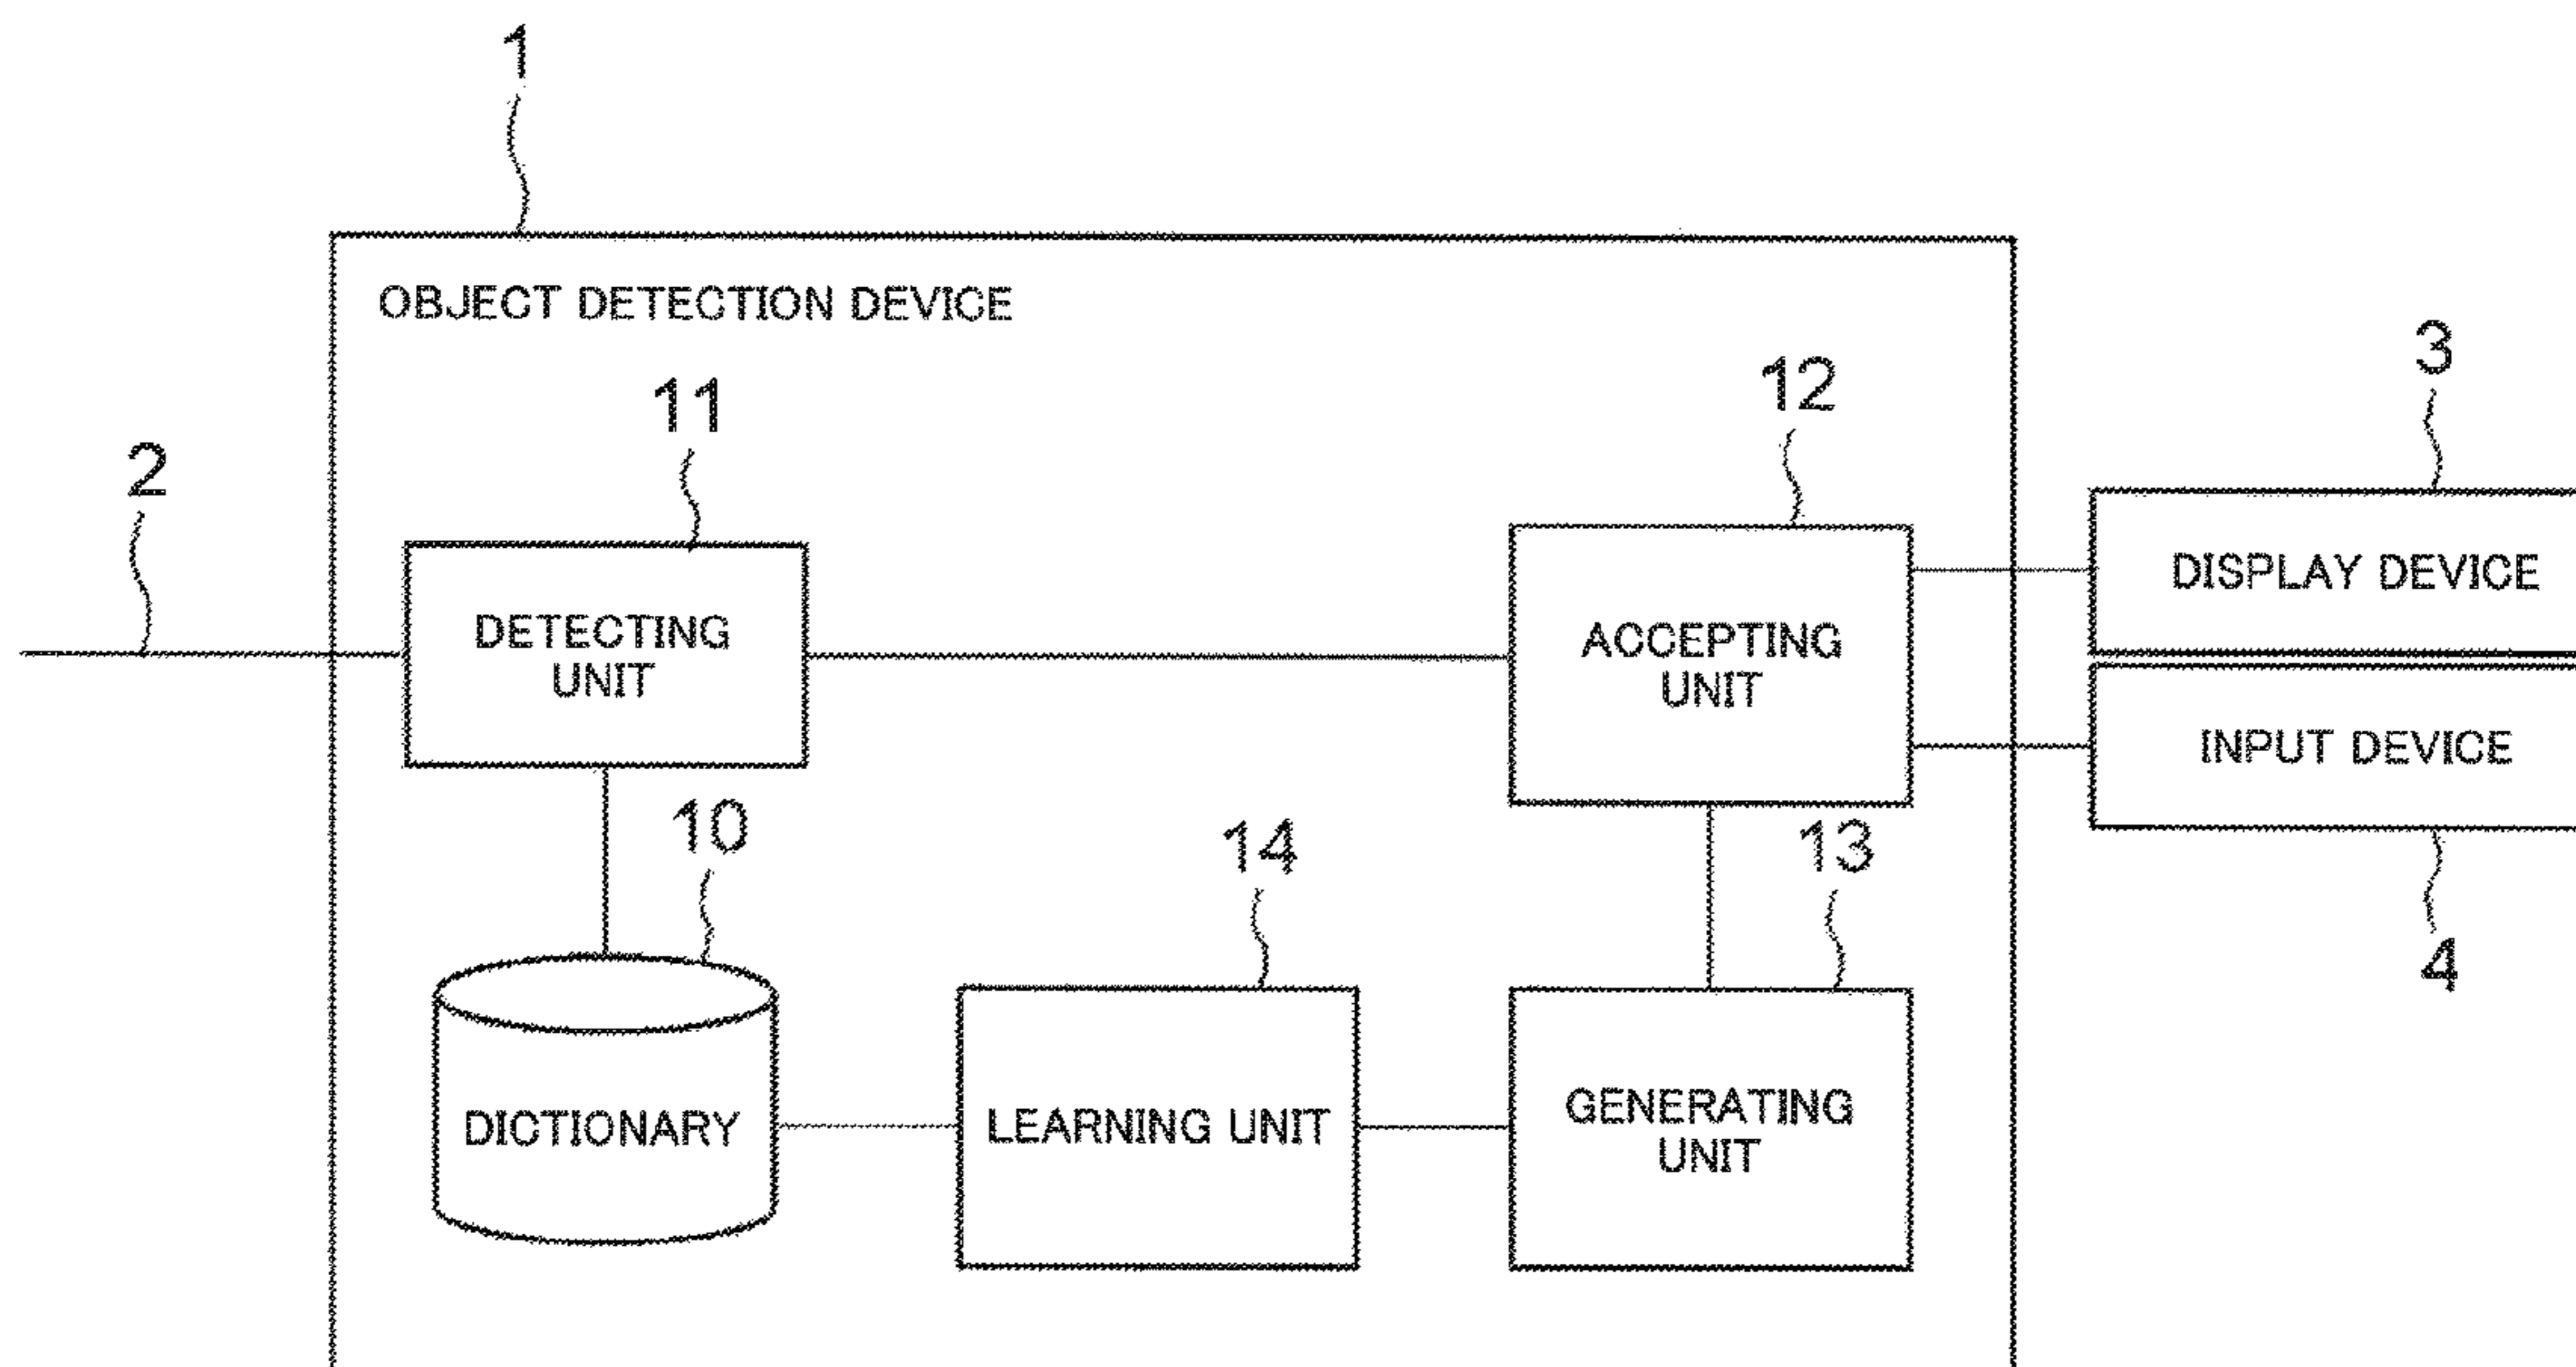 1
OBJECT DETECTION DEVICE
3
12
11
2
DISPLAY DEVICE
DETECTING
UNIT
ACCEPTING
UNIT
INPUT DEVICE
10
14
13
4
DICTIONARY
LEARNING UNIT
GENERATING
UNIT